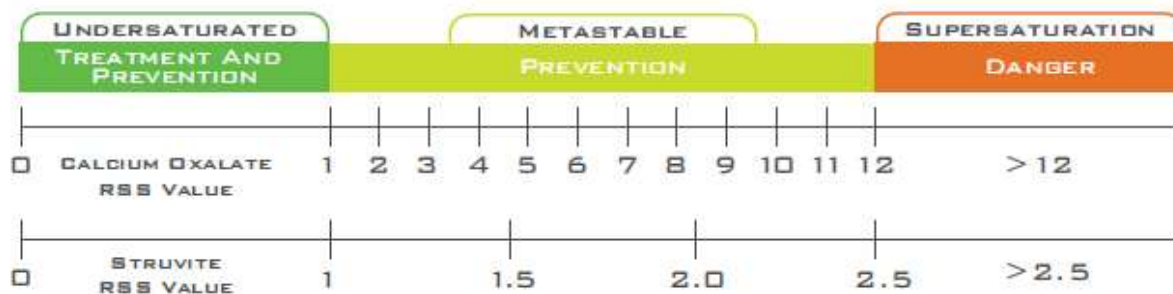 UNDERSATURATED METASTABLE SUPERSATURATION
TREATMENT AND PREVENTION PREVENTION DANGER
0 1 2 3 4 5 6 7 8 9 10 11 12 >12
CALCIUM OXALATE
RSS VALUE
0 1 1.5 2.0 2.5 >2.5
STRUVITE
RSS VALUE